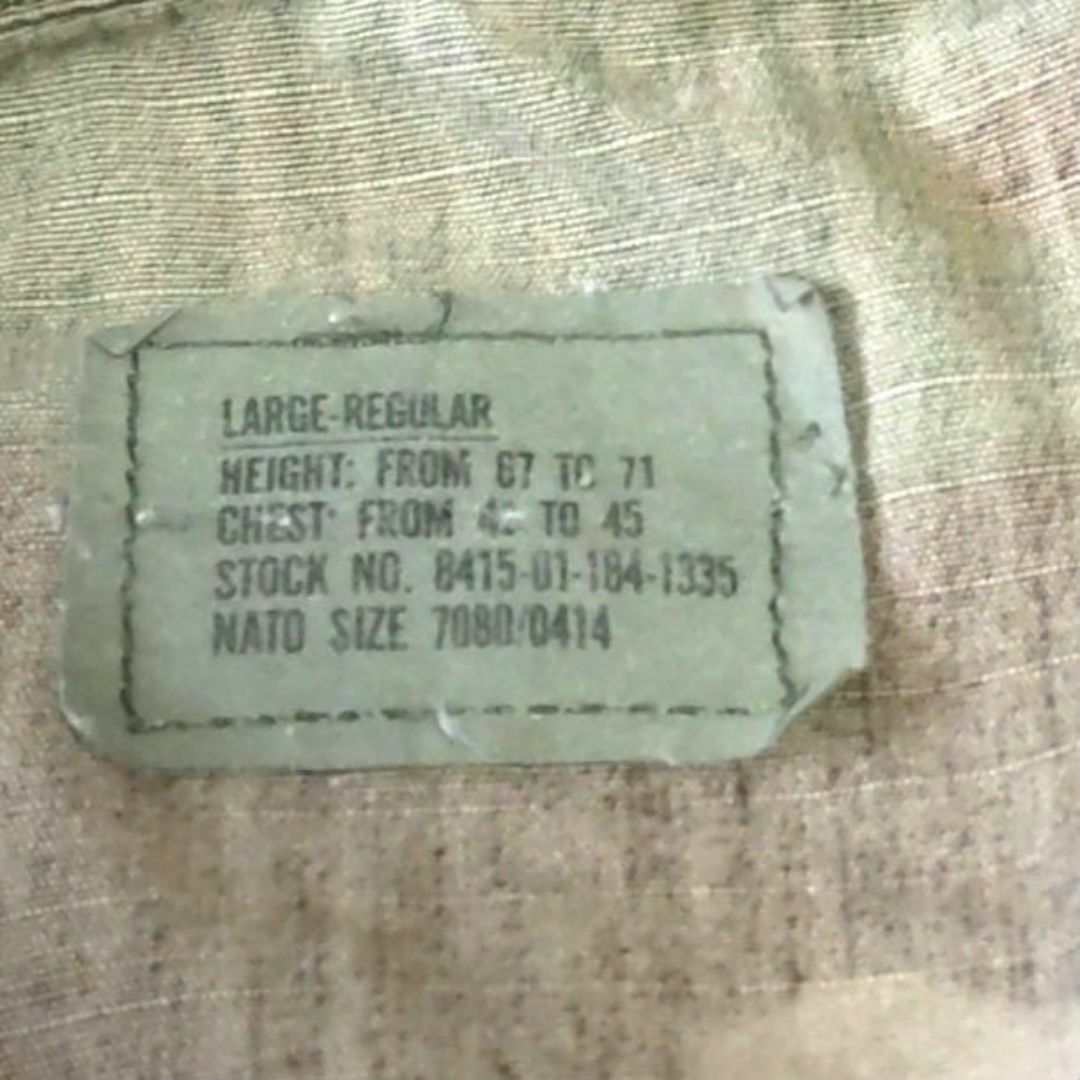 LARGE-REGULAR
HEIGHT: FROM 67 TO 71
CHEST: FROM TO 45
STOCK NO. 8415-01-184-1335
NATO SIZE 7080/0414